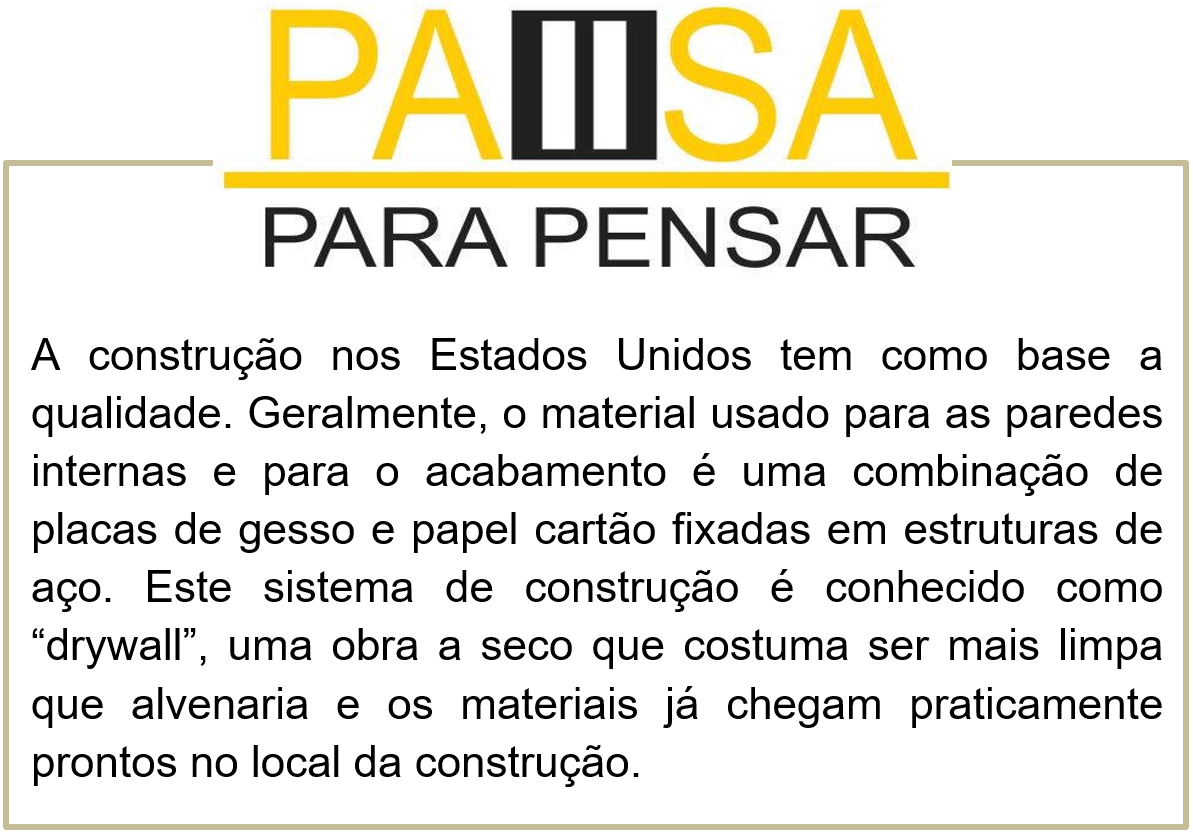 PAUSA
PARA PENSAR
A construção nos Estados Unidos tem como base a
qualidade. Geralmente, o material usado para as paredes
internas e para o acabamento é uma combinação de
placas de gesso e papel cartão fixadas em estruturas de
aço. Este sistema de construção é conhecido como
“drywall”, uma obra a seco que costuma ser mais limpa
que alvenaria e os materiais já chegam praticamente
prontos no local da construção.